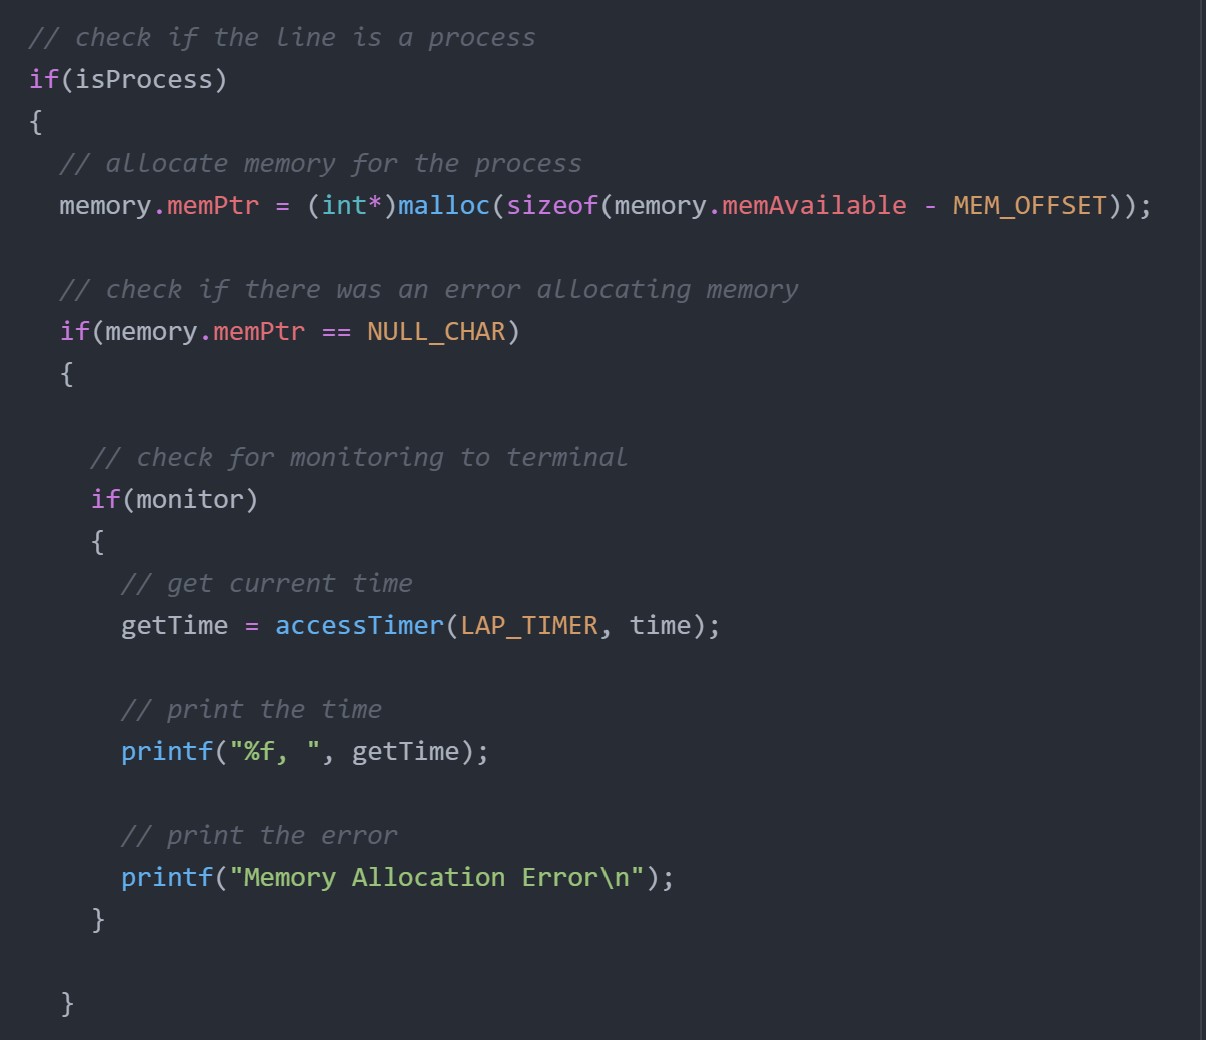 // check if the line is a process
if(isProcess)
{
// allocate memory for the process
memory.memPtr = (int*)malloc(sizeof(memory.memAvailable - MEM_OFFSET));
// check if there was an error allocating memory
if(memory.memPtr == NULL_CHAR)
{
// check for monitoring to terminal
if(monitor)
{
// get current time
getTime = accessTimer(LAP_TIMER, time);
// print the time
printf("%f, ", getTime);
// print the error
printf("Memory Allocation Error\n");
}
}